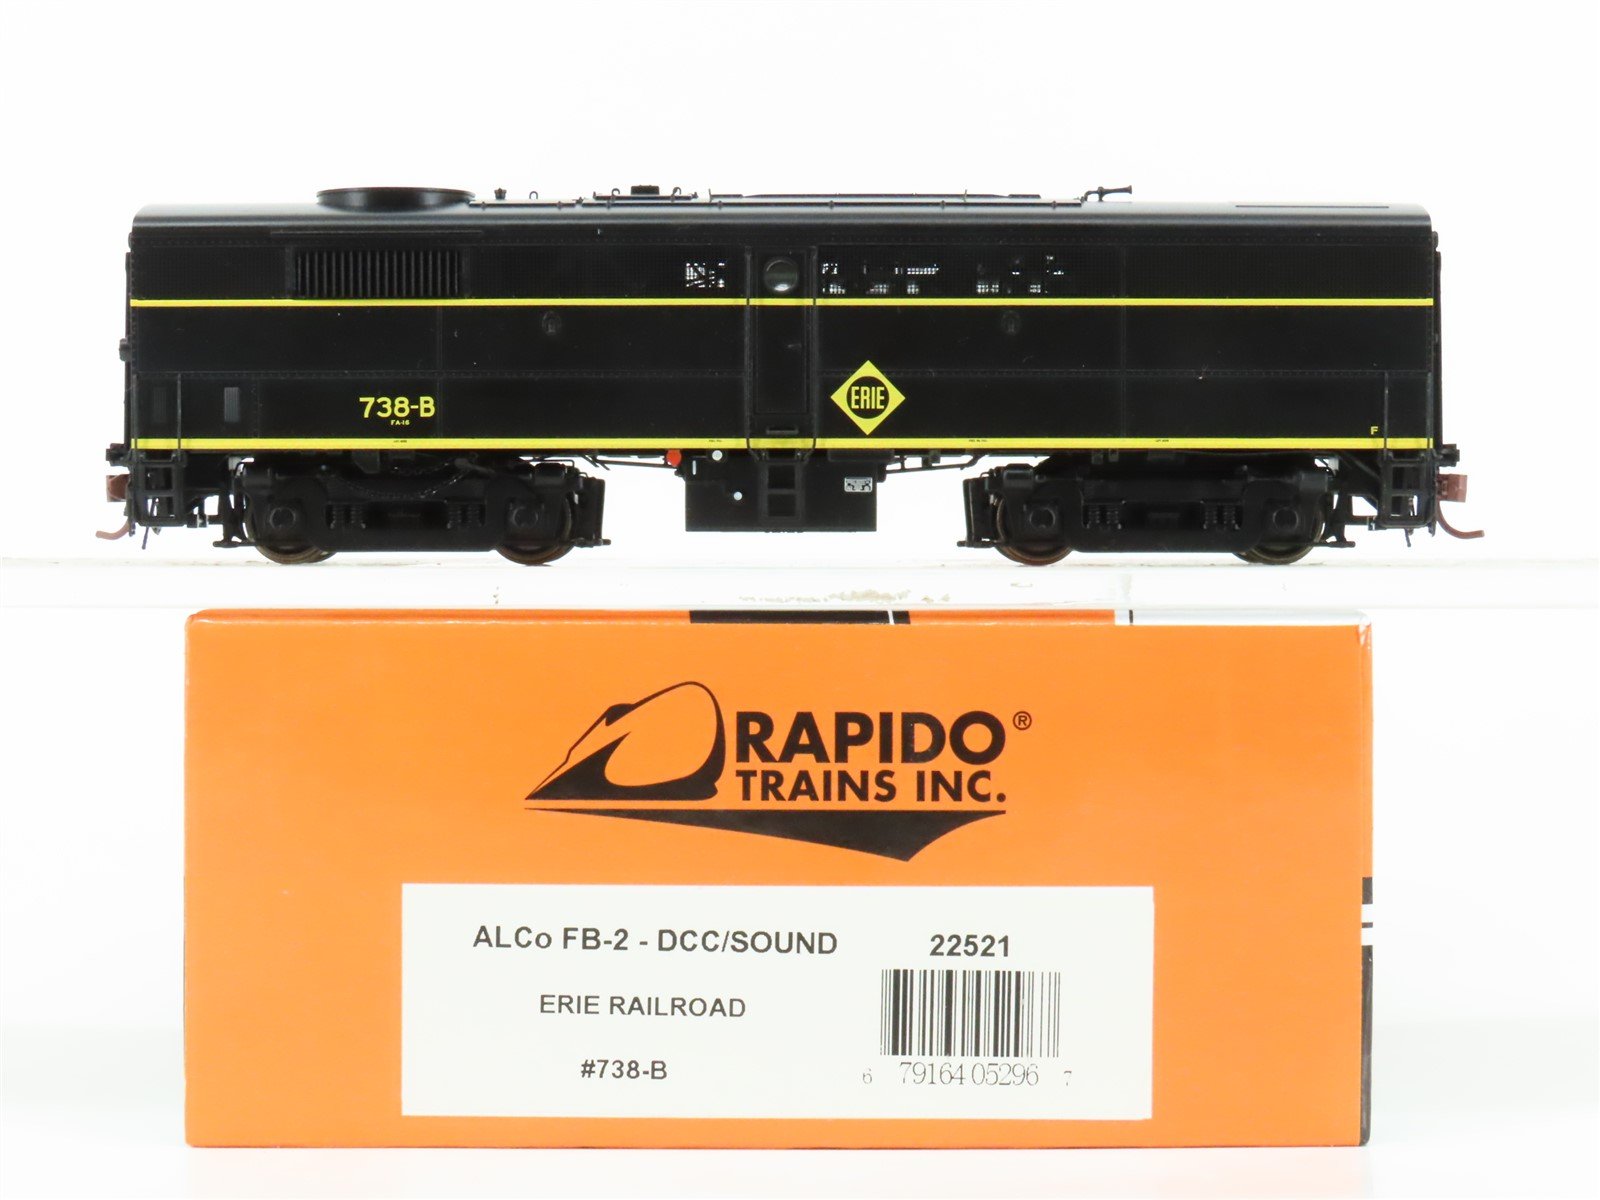 738-B
FA-16
ERIE
F
RAPIDO®
TRAINS INC.
ALCo FB-2 - DCC/SOUND 22521
ERIE RAILROAD
#738-B
6 79164 05296 7